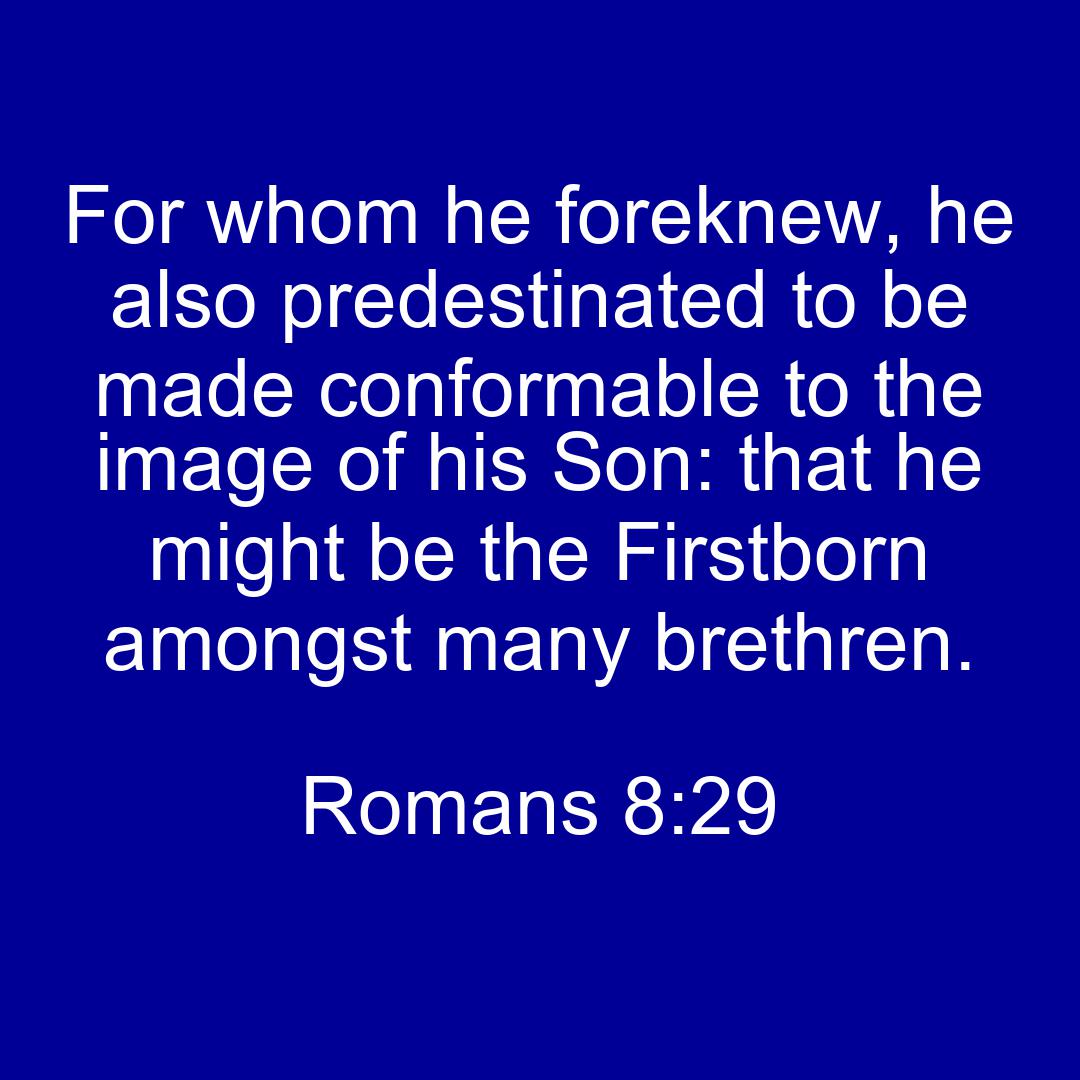 For whom he foreknew, he
also predestinated to be
made conformable to the
image of his Son: that he
might be the Firstborn
amongst many brethren.
Romans 8:29